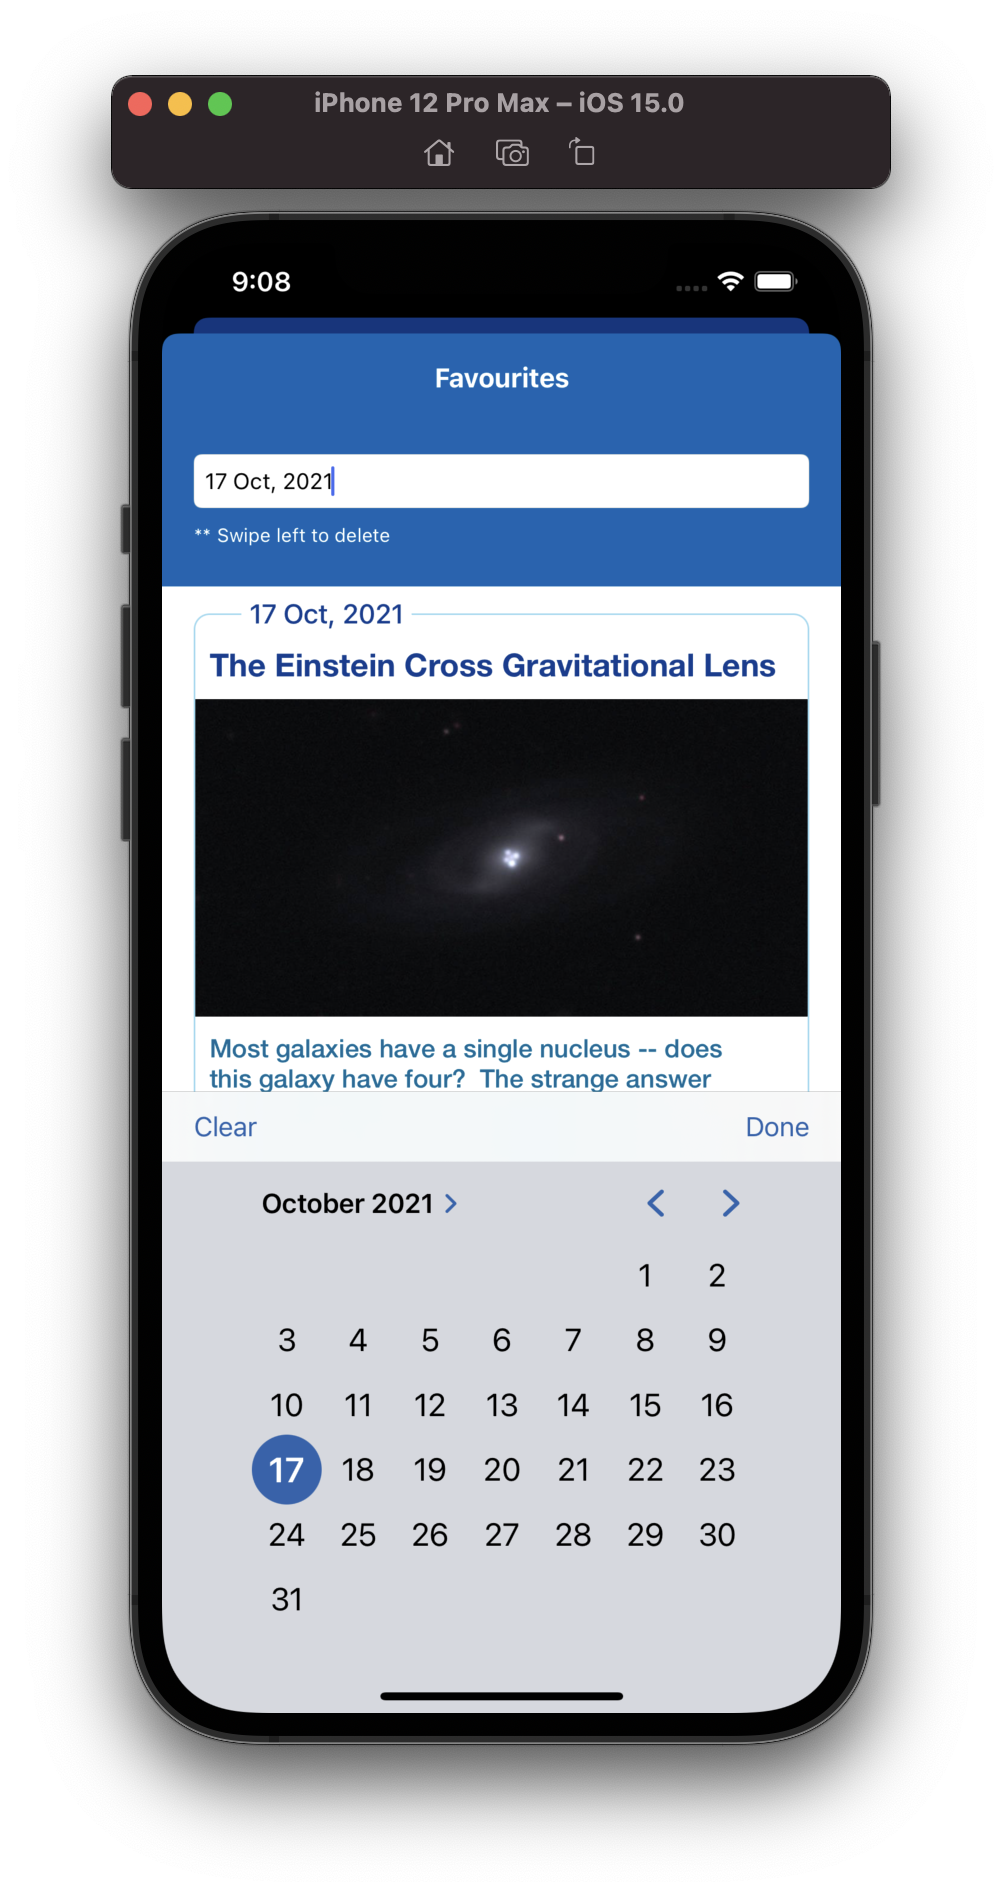 iPhone 12 Pro Max – iOS 15.0
9:08
Favourites
17 Oct, 2021
** Swipe left to delete
17 Oct, 2021
The Einstein Cross Gravitational Lens
Most galaxies have a single nucleus -- does
this galaxy have four?  The strange answer
Clear Done
October 2021
1 2
3 4 5 6 7 8 9
10 11 12 13 14 15 16
17 18 19 20 21 22 23
24 25 26 27 28 29 30
31